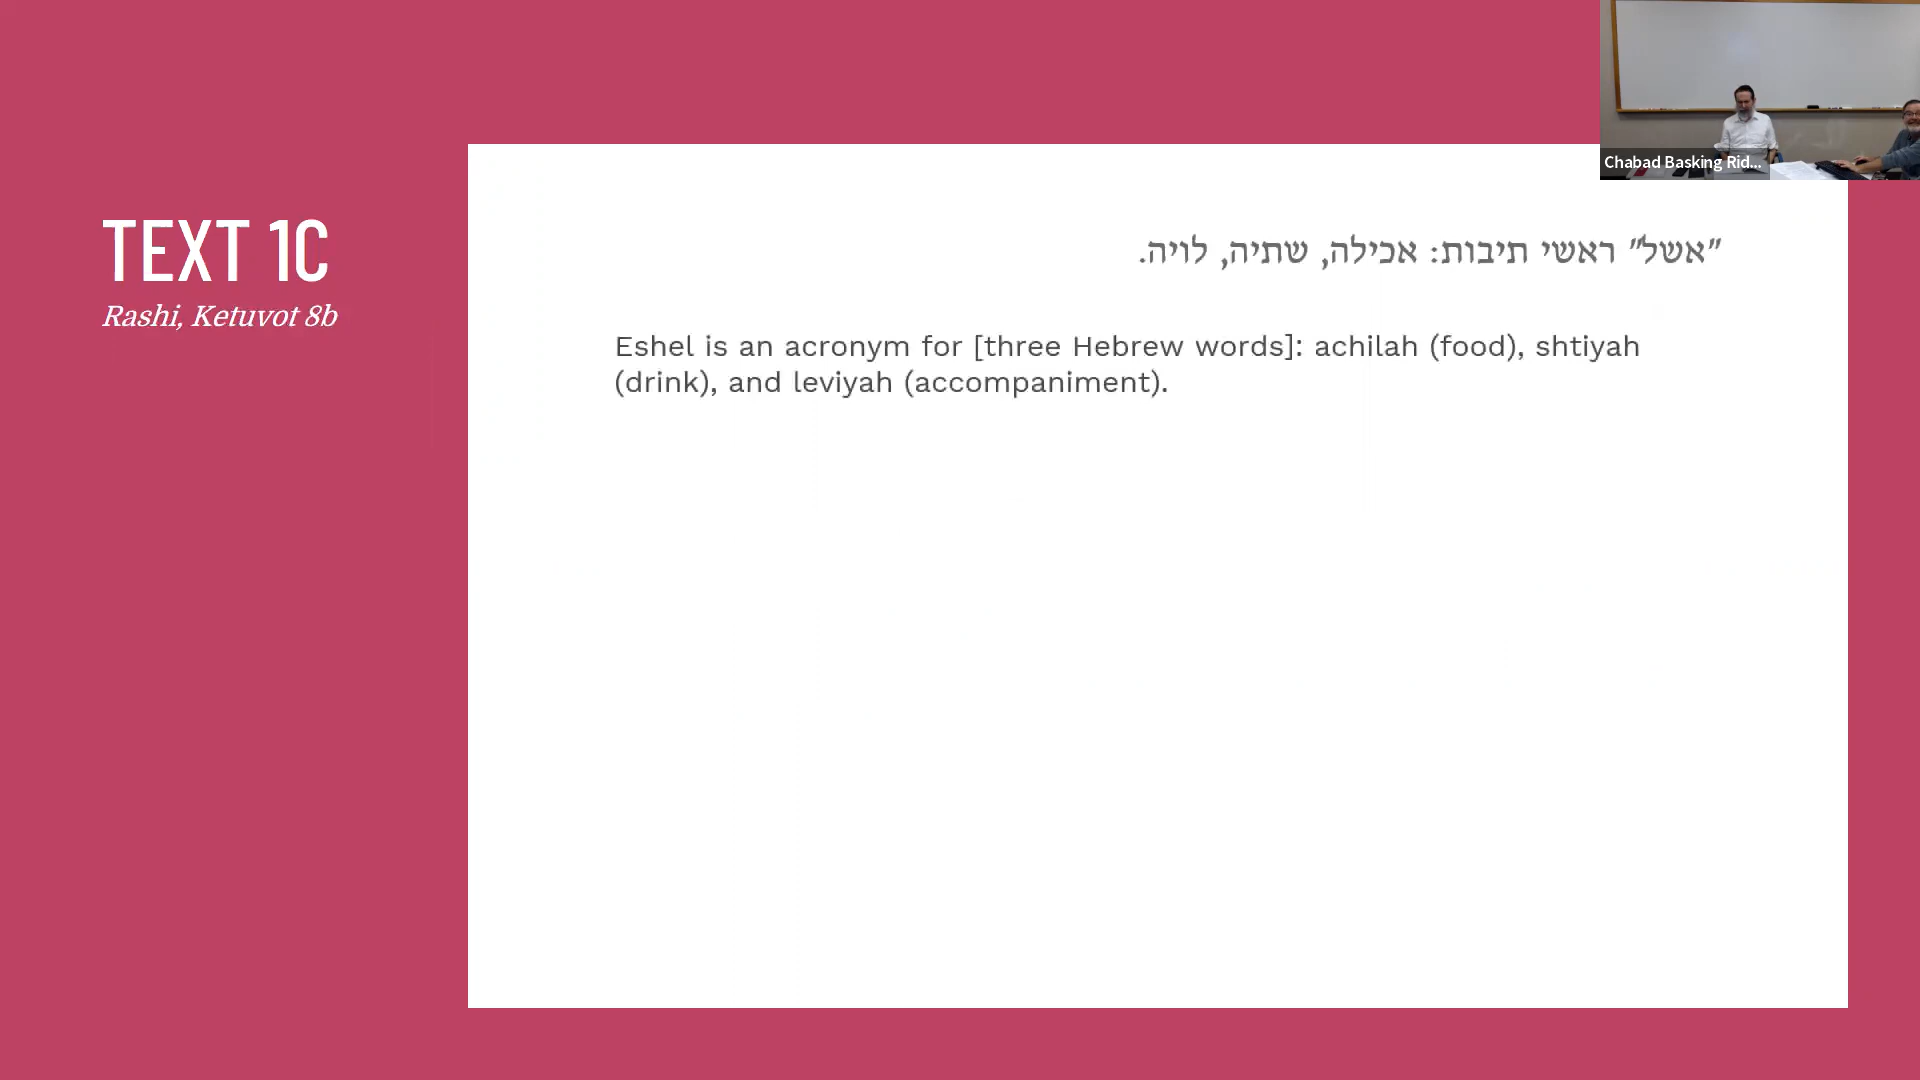 TEXT 1C
Rashi, Ketuvot 8b
"אשל" ראשי תיבות: אכילה, שתיה, לויה.
Eshel is an acronym for [three Hebrew words]: achilah (food), shtiyah
(drink), and leviyah (accompaniment).
Chabad Basking Rid...